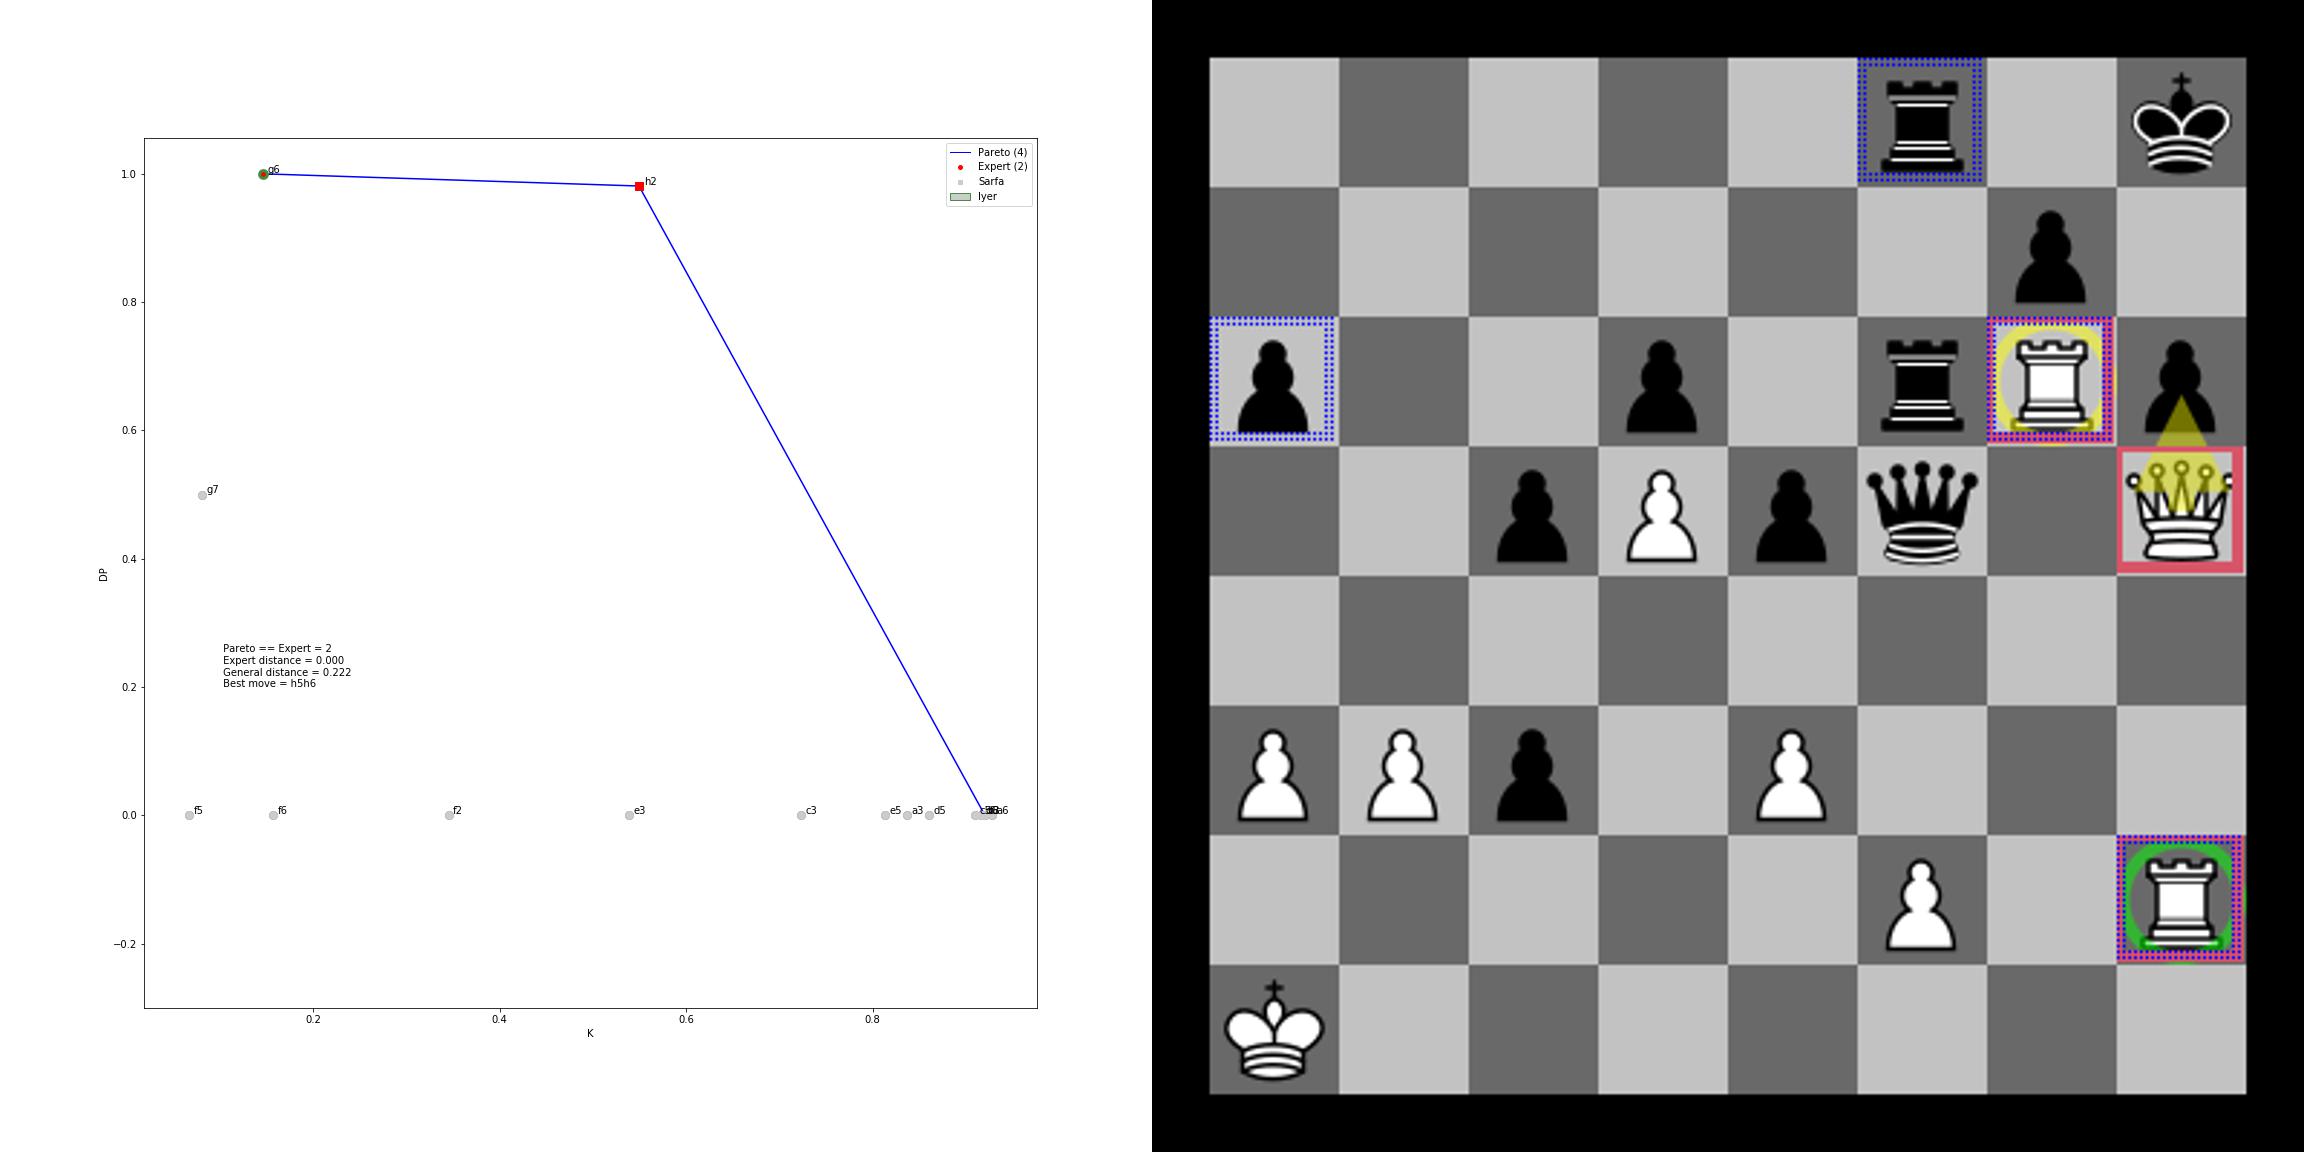 Pareto (4)
Expert (2)
Sarfa
Iyer
1.0
0.8
0.6
0.4
0.2
0.0
−0.2
DP
g6
h2
g7
Pareto == Expert = 2
Expert distance = 0.000
General distance = 0.222
Best move = h5h6
f5
f6
f2
e3
c3
e5
a3
d5
a6
0.2
0.4
0.6
0.8
K